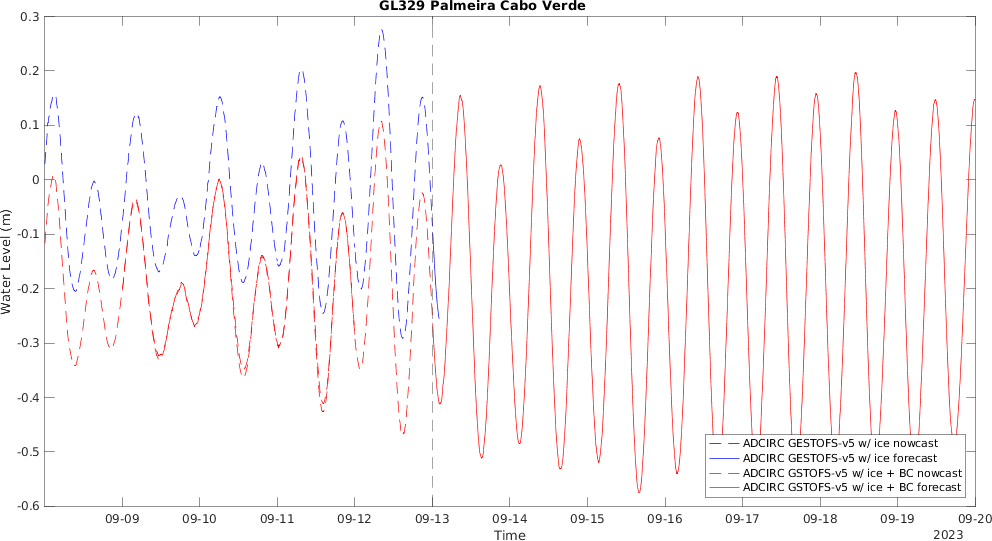 GL329 Palmeira Cabo Verde
0.3
0.2
0.1
0
-0.1
-0.2
-0.3
-0.4
-0.5
-0.6
Water Level (m)
ADCIRC GESTOFS-v5 w/ ice nowcast
ADCIRC GESTOFS-v5 w/ ice forecast
ADCIRC GSTOFS-v5 w/ ice + BC nowcast
ADCIRC GSTOFS-v5 w/ ice + BC forecast
09-09 09-10 09-11 09-12 09-13 09-14 09-15 09-16 09-17 09-18 09-19 09-20
Time
2023